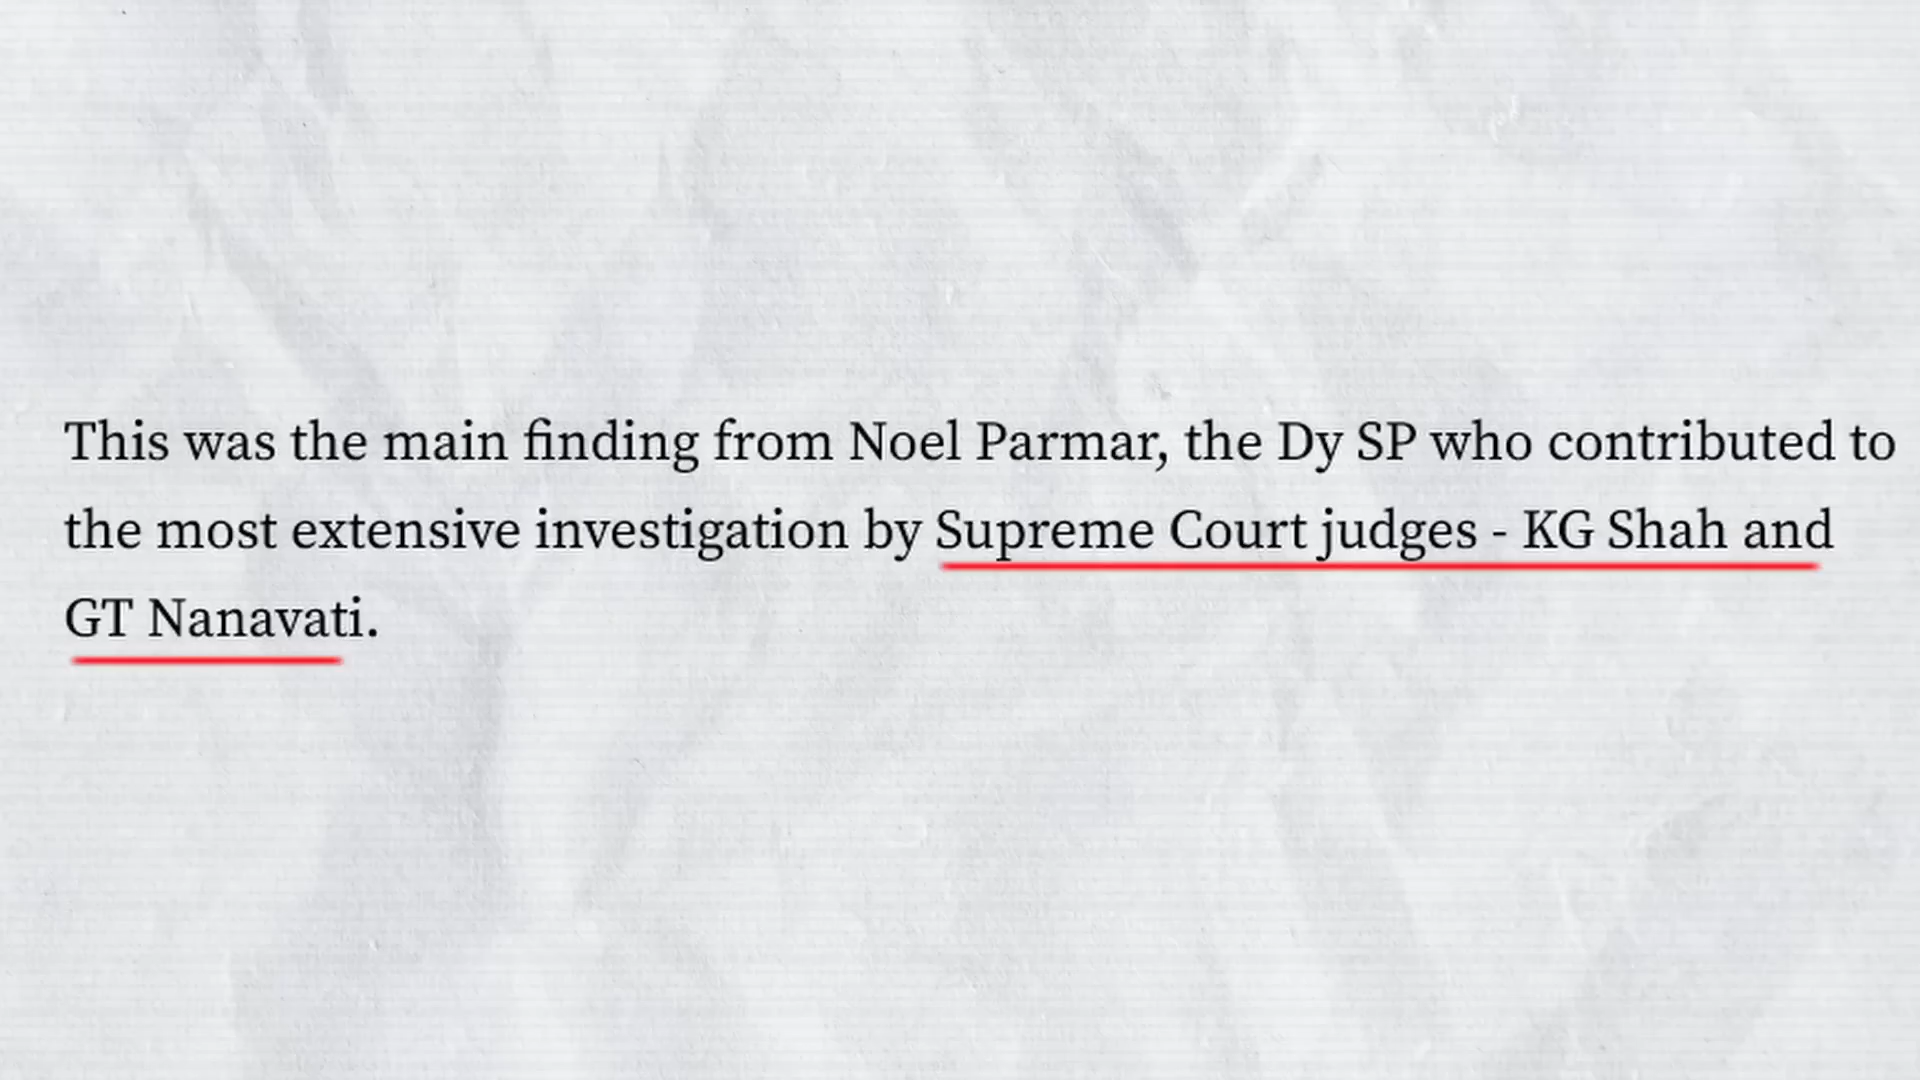 This was the main finding from Noel Parmar, the Dy SP who contributed to
the most extensive investigation by Supreme Court judges - KG Shah and
GT Nanavati.